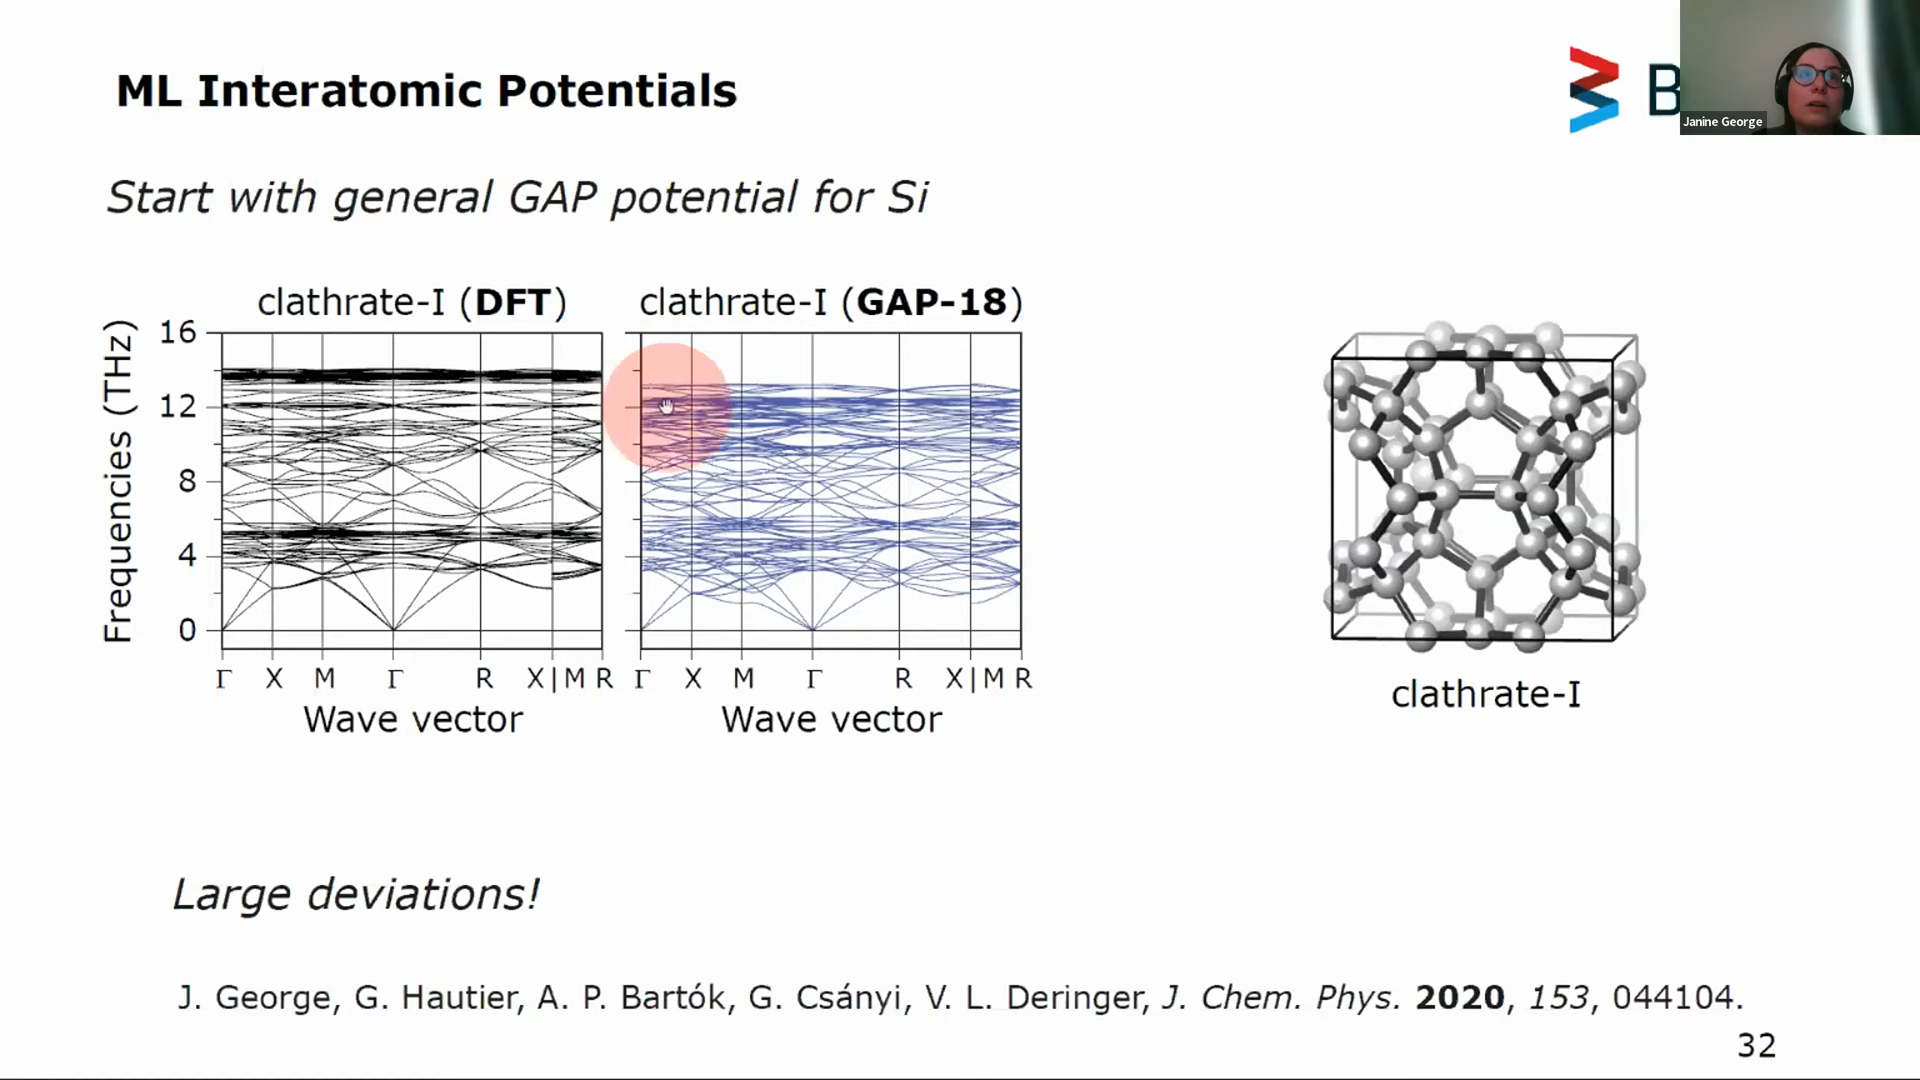 ML Interatomic Potentials
B
Janine George
Start with general GAP potential for Si
clathrate-I (DFT)
clathrate-I (GAP-18)
Frequencies (THz)
16
12
8
4
0
Γ X M Γ R X|M R
Γ X M Γ R X|M R
Wave vector
Wave vector
clathrate-I
Large deviations!
J. George, G. Hautier, A. P. Bartók, G. Csányi, V. L. Deringer, J. Chem. Phys. 2020, 153, 044104.
32